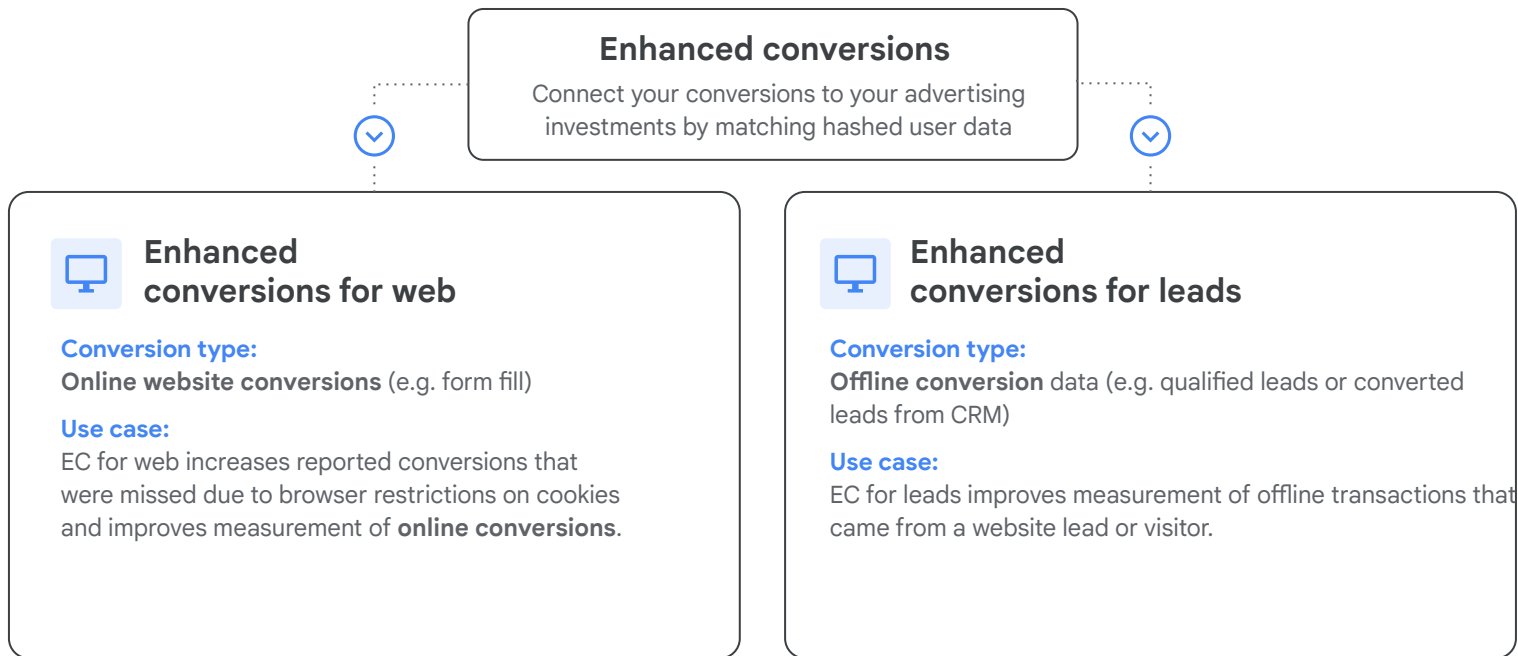 Enhanced conversions
Connect your conversions to your advertising
investments by matching hashed user data
Enhanced
conversions for web
Conversion type:
Online website conversions (e.g. form fill)
Use case:
EC for web increases reported conversions that
were missed due to browser restrictions on cookies
and improves measurement of online conversions.
Enhanced
conversions for leads
Conversion type:
Offline conversion data (e.g. qualified leads or converted
leads from CRM)
Use case:
EC for leads improves measurement of offline transactions that
came from a website lead or visitor.